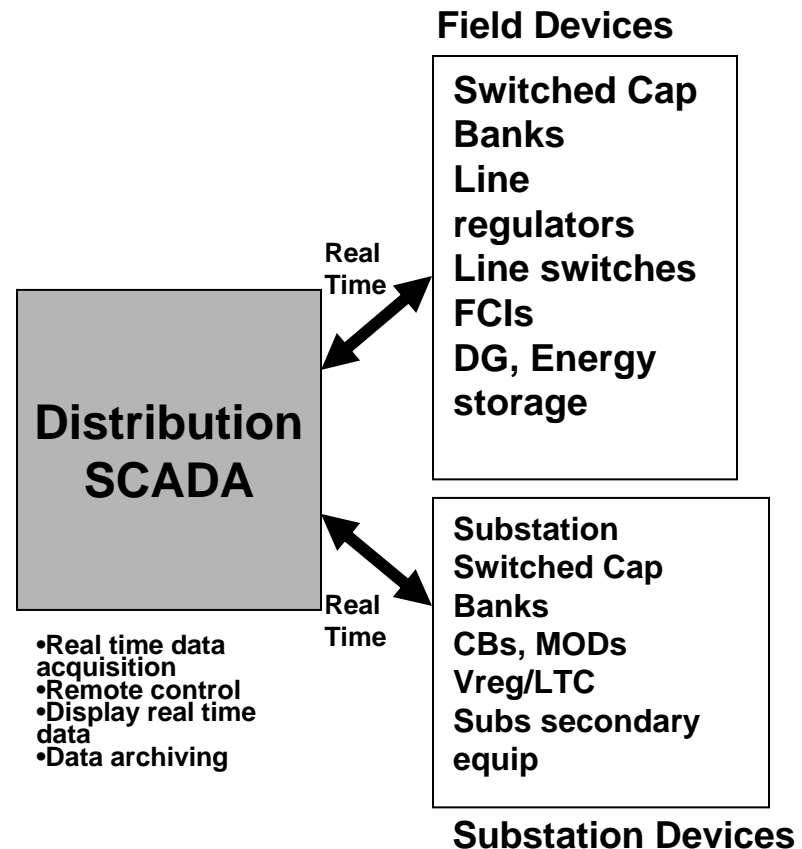 Field Devices
Switched Cap
Banks
Line
regulators
Line switches
FCIs
DG, Energy
storage
Real
Time
Distribution
SCADA
Real
Time
•Real time data
acquisition
•Remote control
•Display real time
data
•Data archiving
Substation
Switched Cap
Banks
CBs, MODs
Vreg/LTC
Subs secondary
equip
Substation Devices